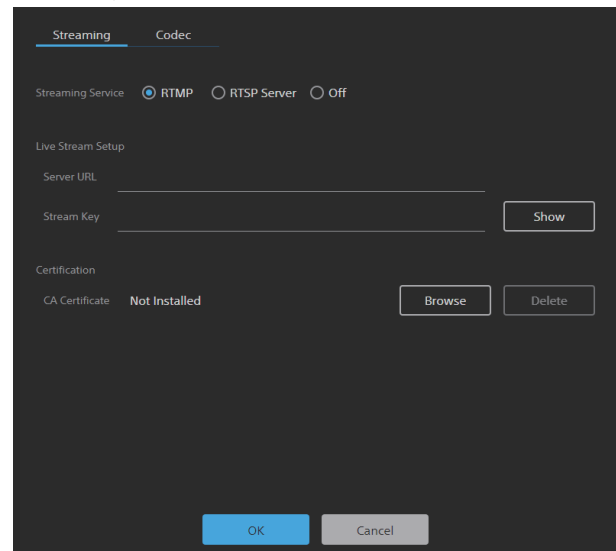 Streaming Codec
Streaming Service RTMP RTSP Server Off
Live Stream Setup
Server URL
Stream Key Show
Certification
CA Certificate Not Installed Browse Delete
OK Cancel